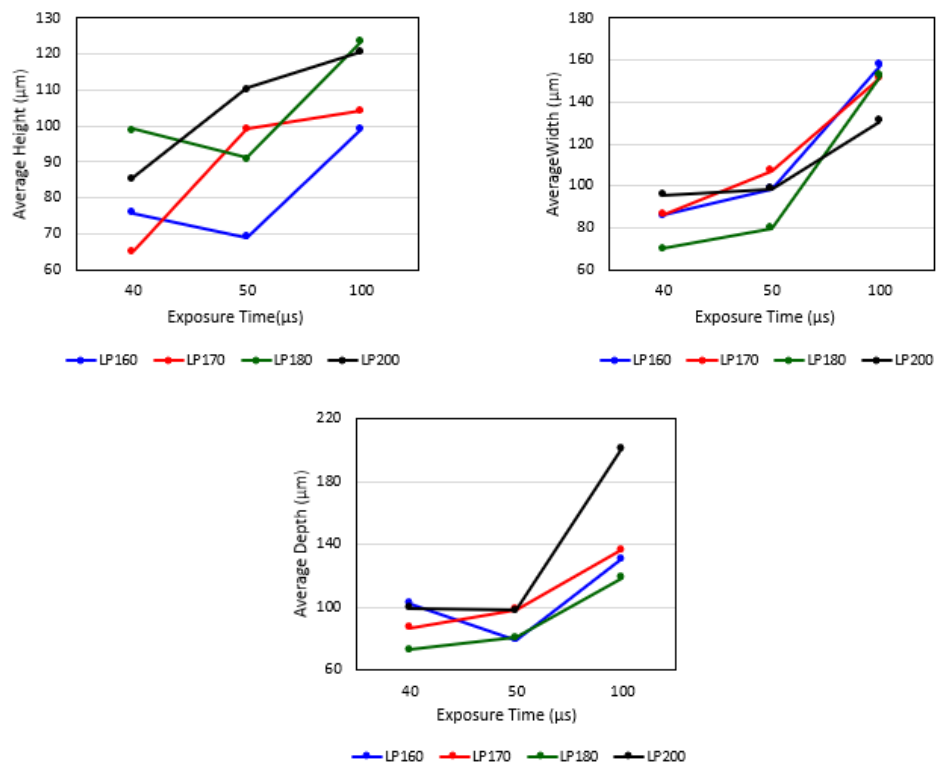 130
120
110
100
90
80
70
60
Average Height (µm)
40 50 100
Exposure Time(µs)
LP160 LP170 LP180 LP200
180
160
140
120
100
80
60
AverageWidth (µm)
40 50 100
Exposure Time (µs)
LP160 LP170 LP180 LP200
220
180
140
100
60
Average Depth (µm)
40 50 100
Exposure Time (µs)
LP160 LP170 LP180 LP200